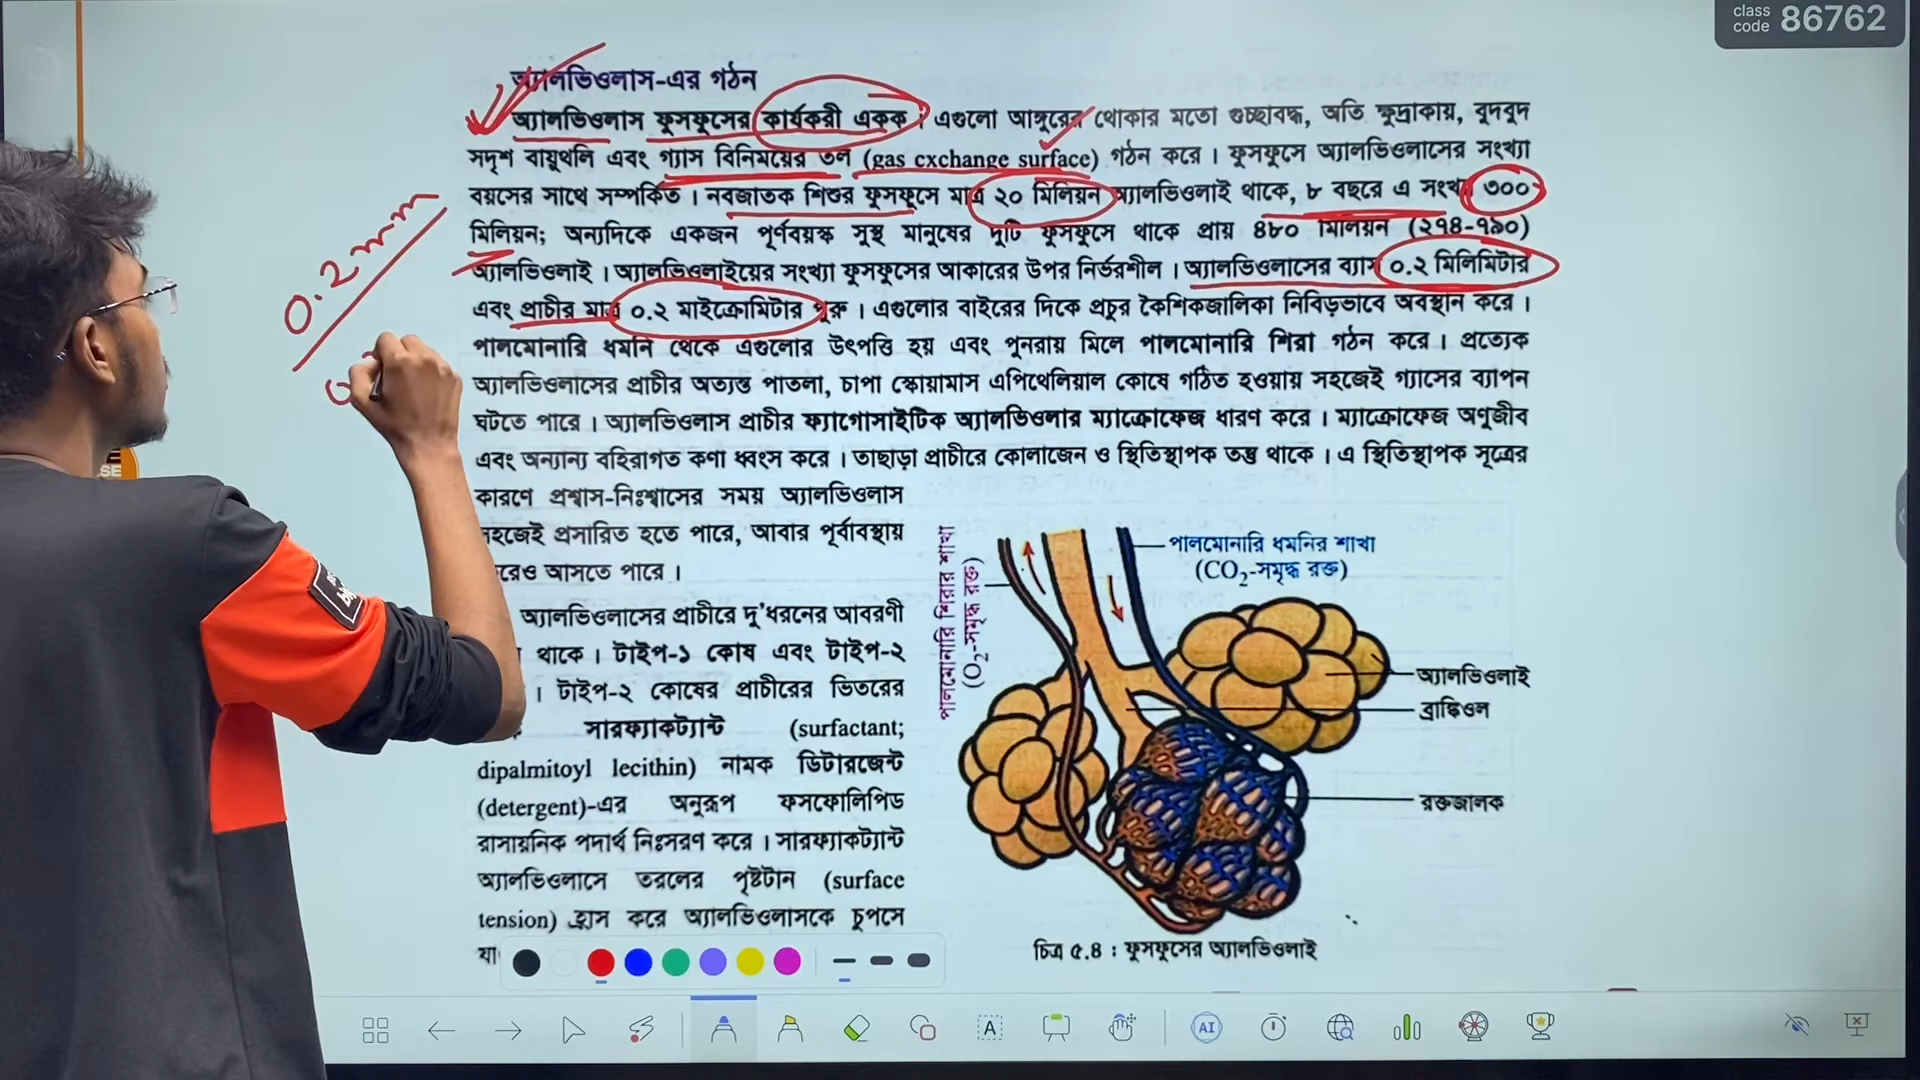 class code 86762
অ্যালভিওলাস-এর গঠন
অ্যালভিওলাস ফুসফুসের কার্যকরী একক। এগুলো আঙ্গুরের থোকার মতো গুচ্ছাবদ্ধ, অতি ক্ষুদ্রাকায়, বুদবুদ
সদৃশ বায়ুথলি এবং গ্যাস বিনিময়ের তল (gas cxchange surface) গঠন করে। ফুসফুসে অ্যালভিওলাসের সংখ্যা
বয়সের সাথে সম্পর্কিত। নবজাতক শিশুর ফুসফুসে মাত্র ২০ মিলিয়ন অ্যালভিওলাই থাকে, ৮ বছরে এ সংখ্যা ৩০০
মিলিয়ন; অন্যদিকে একজন পূর্ণবয়স্ক সুস্থ মানুষের দুটি ফুসফুসে থাকে প্রায় ৪৮০ মিলিয়ন (২৭৪-৭৯০)
অ্যালভিওলাই। অ্যালভিওলাইয়ের সংখ্যা ফুসফুসের আকারের উপর নির্ভরশীল। অ্যালভিওলাসের ব্যাস ০.২ মিলিমিটার
এবং প্রাচীর মাত্র ০.২ মাইক্রোমিটার পুরু। এগুলোর বাইরের দিকে প্রচুর কৈশিকজালিকা নিবিড়ভাবে অবস্থান করে।
পালমোনারি ধমনি থেকে এগুলোর উৎপত্তি হয় এবং পুনরায় মিলে পালমোনারি শিরা গঠন করে। প্রত্যেক
অ্যালভিওলাসের প্রাচীর অত্যন্ত পাতলা, চাপা স্কোয়ামাস এপিথেলিয়াল কোষে গঠিত হওয়ায় সহজেই গ্যাসের ব্যাপন
ঘটতে পারে। অ্যালভিওলাস প্রাচীর ফ্যাগোসাইটিক অ্যালভিওলার ম্যাক্রোফেজ ধারণ করে। ম্যাক্রোফেজ অণুজীব
এবং অন্যান্য বহিরাগত কণা ধ্বংস করে। তাছাড়া প্রাচীরে কোলাজেন ও স্থিতিস্থাপক তন্তু থাকে। এ স্থিতিস্থাপক সূত্রের
কারণে প্রশ্বাস-নিঃশ্বাসের সময় অ্যালভিওলাস
সহজেই প্রসারিত হতে পারে, আবার পূর্বাবস্থায়
ফিরেও আসতে পারে।
অ্যালভিওলাসের প্রাচীরে দু'ধরনের আবরণী
থাকে। টাইপ-১ কোষ এবং টাইপ-২
। টাইপ-২ কোষের প্রাচীরের ভিতরের
সারফ্যাকট্যান্ট (surfactant;
dipalmitoyl lecithin) নামক ডিটারজেন্ট
(detergent)-এর অনুরূপ ফসফোলিপিড
রাসায়নিক পদার্থ নিঃসরণ করে। সারফ্যাকট্যান্ট
অ্যালভিওলাসে তরলের পৃষ্টটান (surface
tension) হ্রাস করে অ্যালভিওলাসকে চুপসে
0.2mm
পালমোনারি শিরার শাখা
(O₂-সমৃদ্ধ রক্ত)
পালমোনারি ধমনির শাখা
(CO₂-সমৃদ্ধ রক্ত)
অ্যালভিওলাই
ব্রাঙ্কিওল
রক্তজালক
চিত্র ৫.৪ : ফুসফুসের অ্যালভিওলাই
A
AI